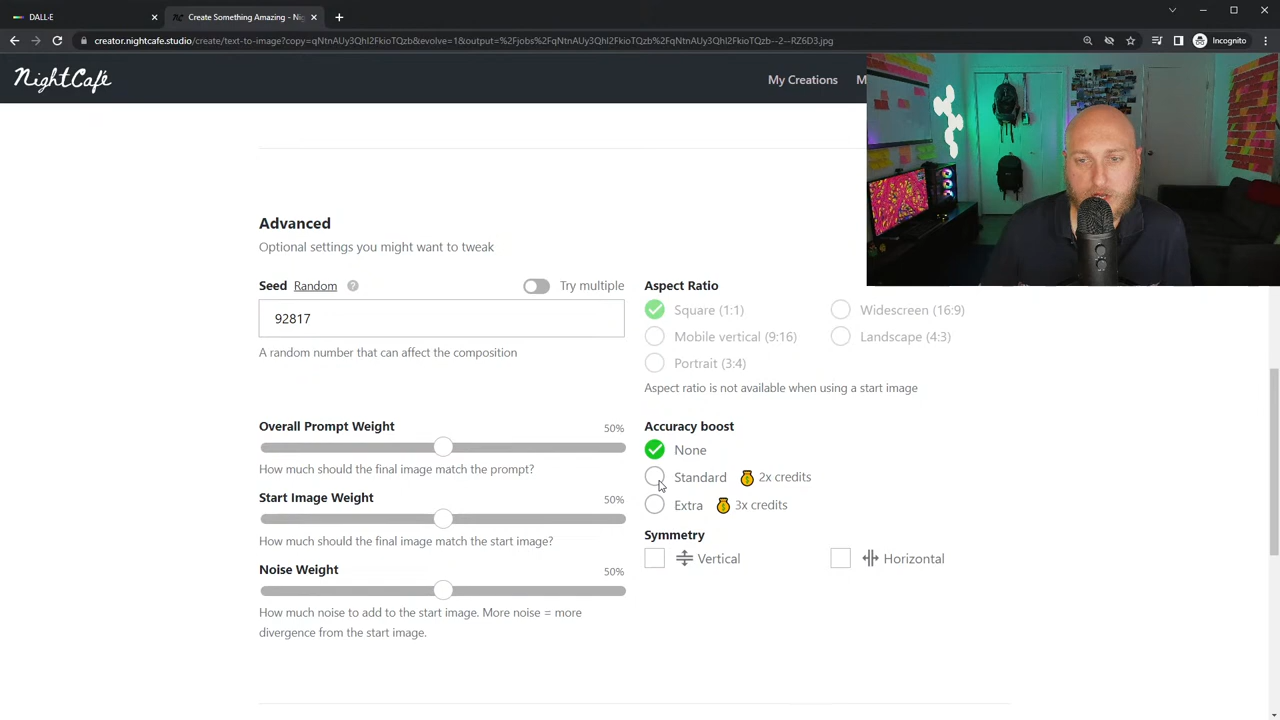 DALL·E
Create Something Amazing - Nig
creator.nightcafe.studio/create/text-to-image?copy=qNtnAUy3QhI2FkioTQzb&evolve=1&output=%2Fjobs%2FqNtnAUy3QhI2FkioTQzb%2FqNtnAUy3QhI2FkioTQzb--2--RZ6D3.jpg
Incognito
NightCafé
My Creations
M
Advanced
Optional settings you might want to tweak
Seed Random ?
Try multiple
92817
A random number that can affect the composition
Aspect Ratio
Square (1:1)
Widescreen (16:9)
Mobile vertical (9:16)
Landscape (4:3)
Portrait (3:4)
Aspect ratio is not available when using a start image
Overall Prompt Weight
50%
How much should the final image match the prompt?
Start Image Weight
50%
How much should the final image match the start image?
Noise Weight
50%
How much noise to add to the start image. More noise = more
divergence from the start image.
Accuracy boost
None
Standard 2x credits
Extra 3x credits
Symmetry
Vertical
Horizontal